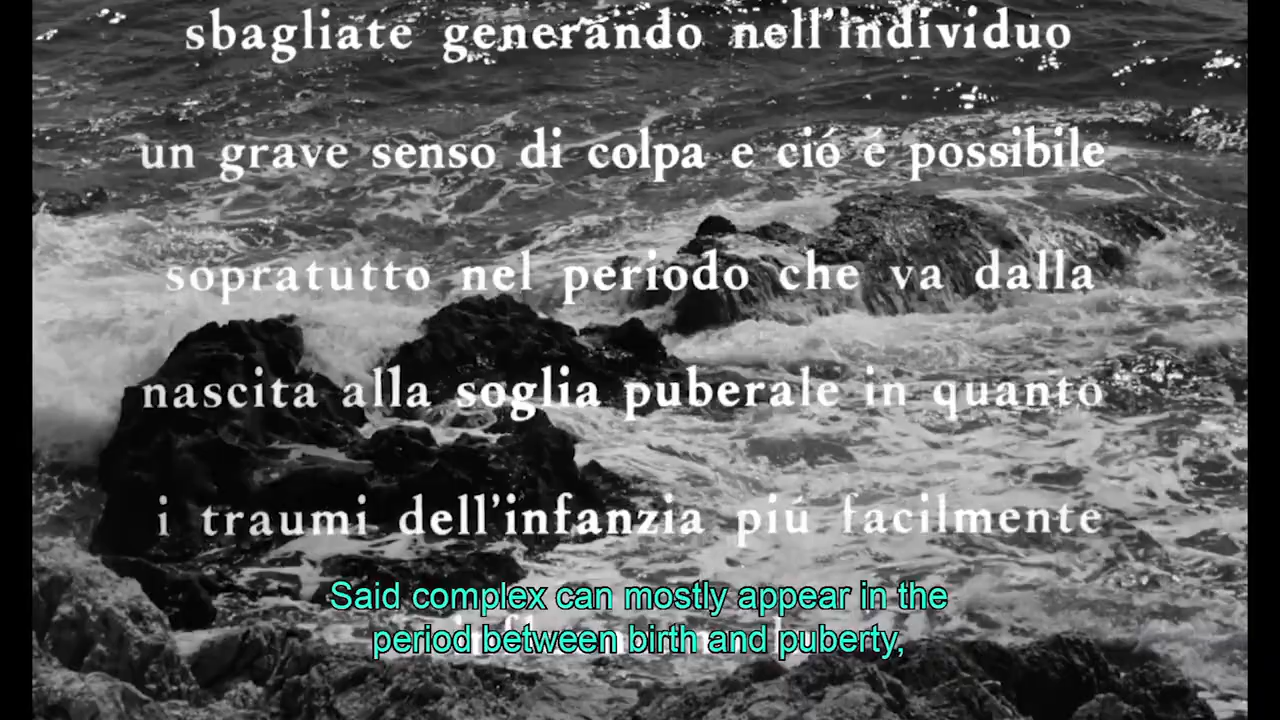 sbagliate generando nell'individuo
un grave senso di colpa e ció é possibile
sopratutto nel periodo che va dalla
nascita alla soglia puberale in quanto
i traumi dell'infanzia piú facilmente
Said complex can mostly appear in the
period between birth and puberty,